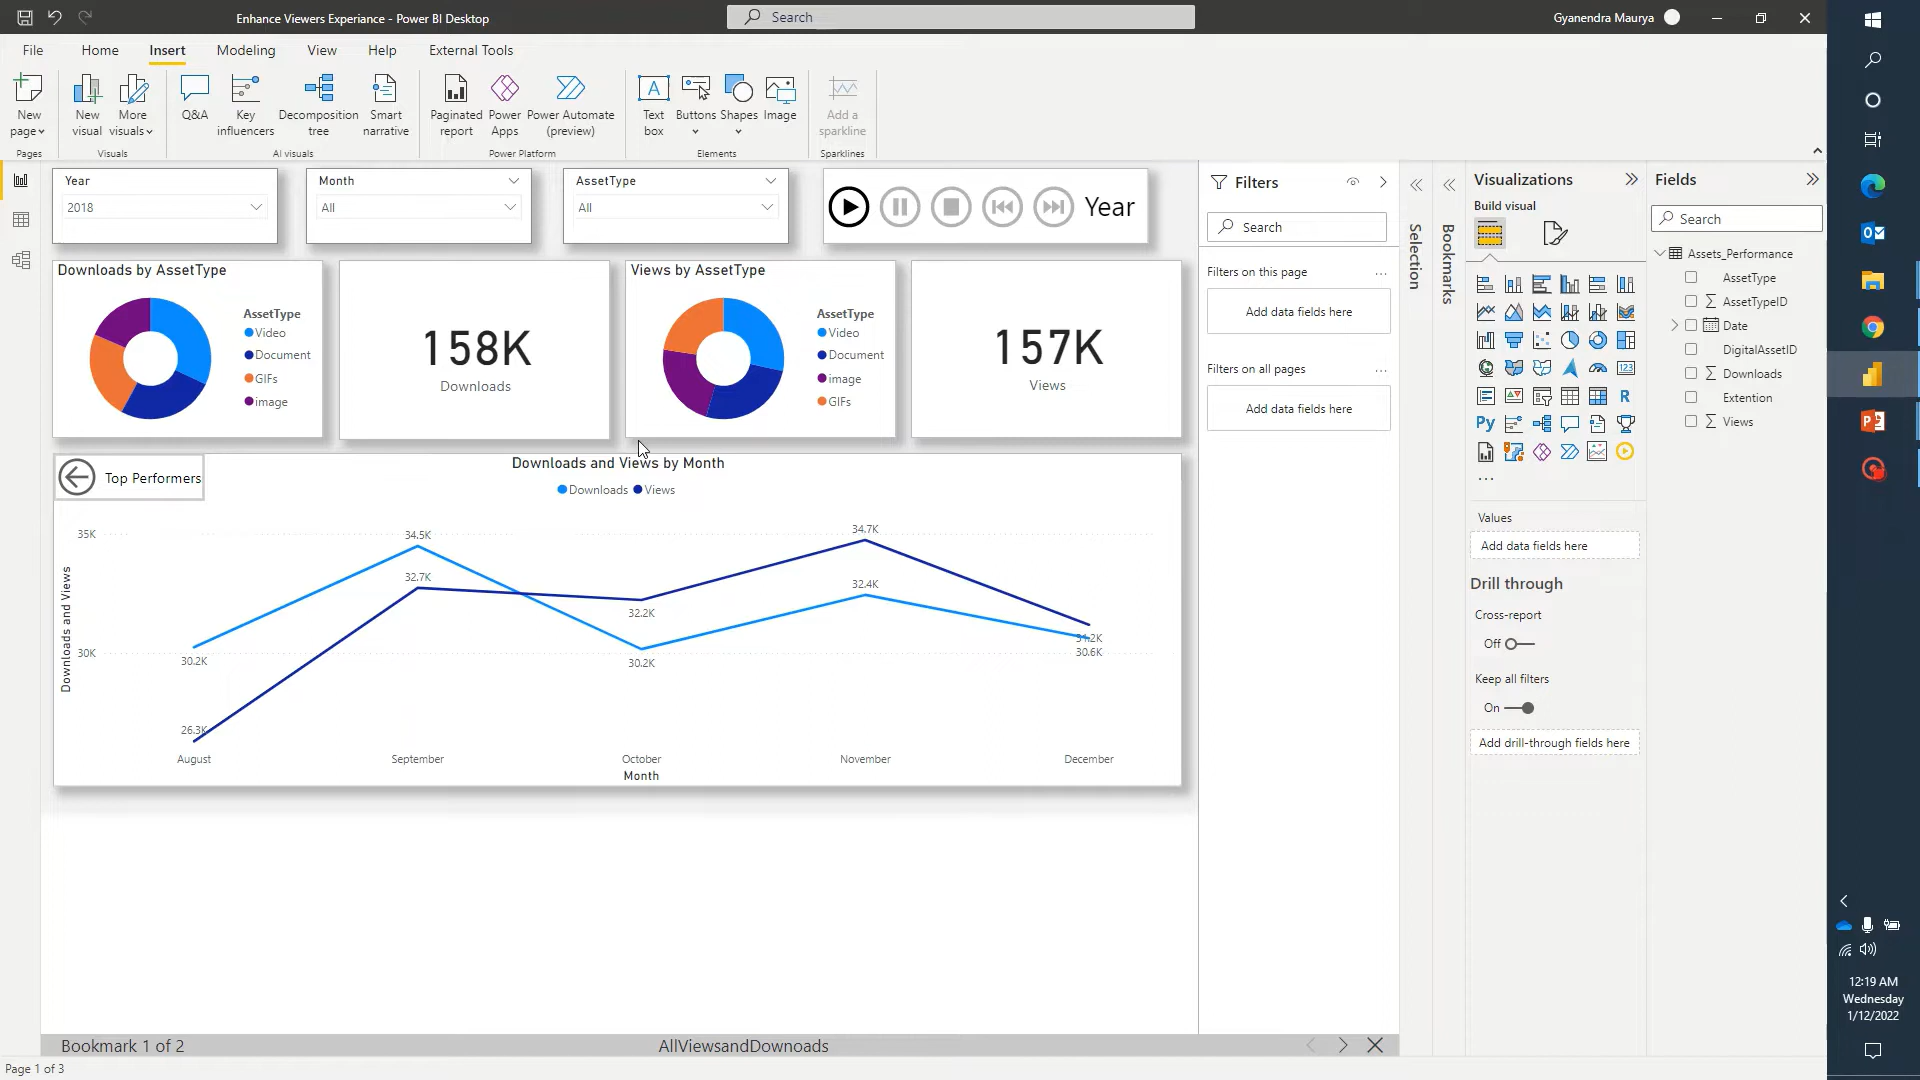 Enhance Viewers Experiance - Power BI Desktop
Search
Gyanendra Maurya
File
Home
Insert
Modeling
View
Help
External Tools
New
page
New
visual
More
visuals
Q&A
Key
influencers
Decomposition
tree
Smart
narrative
Paginated
report
Power
Apps
Power Automate
(preview)
Text
box
Buttons
Shapes
Image
Add a
sparkline
Pages
Visuals
AI visuals
Power Platform
Elements
Sparklines
Year
2018
Month
All
AssetType
All
Year
Downloads by AssetType
AssetType
Video
Document
GIFs
image
158K
Downloads
Views by AssetType
AssetType
Video
Document
image
GIFs
157K
Views
Top Performers
Downloads and Views by Month
Downloads
Views
Downloads and Views
35K
30K
30.2K
26.3K
34.5K
32.7K
32.2K
30.2K
34.7K
32.4K
31.2K
30.6K
August
September
October
November
December
Month
Bookmark 1 of 2
AllViewsandDownoads
Page 1 of 3
Filters
Search
Filters on this page
...
Add data fields here
Filters on all pages
...
Add data fields here
Selection
Bookmarks
Visualizations
Build visual
123
R
Py
...
Values
Add data fields here
Drill through
Cross-report
Off
Keep all filters
On
Add drill-through fields here
Fields
Search
Assets_Performance
AssetType
AssetTypeID
Date
DigitalAssetID
Downloads
Extention
Views
12:19 AM
Wednesday
1/12/2022